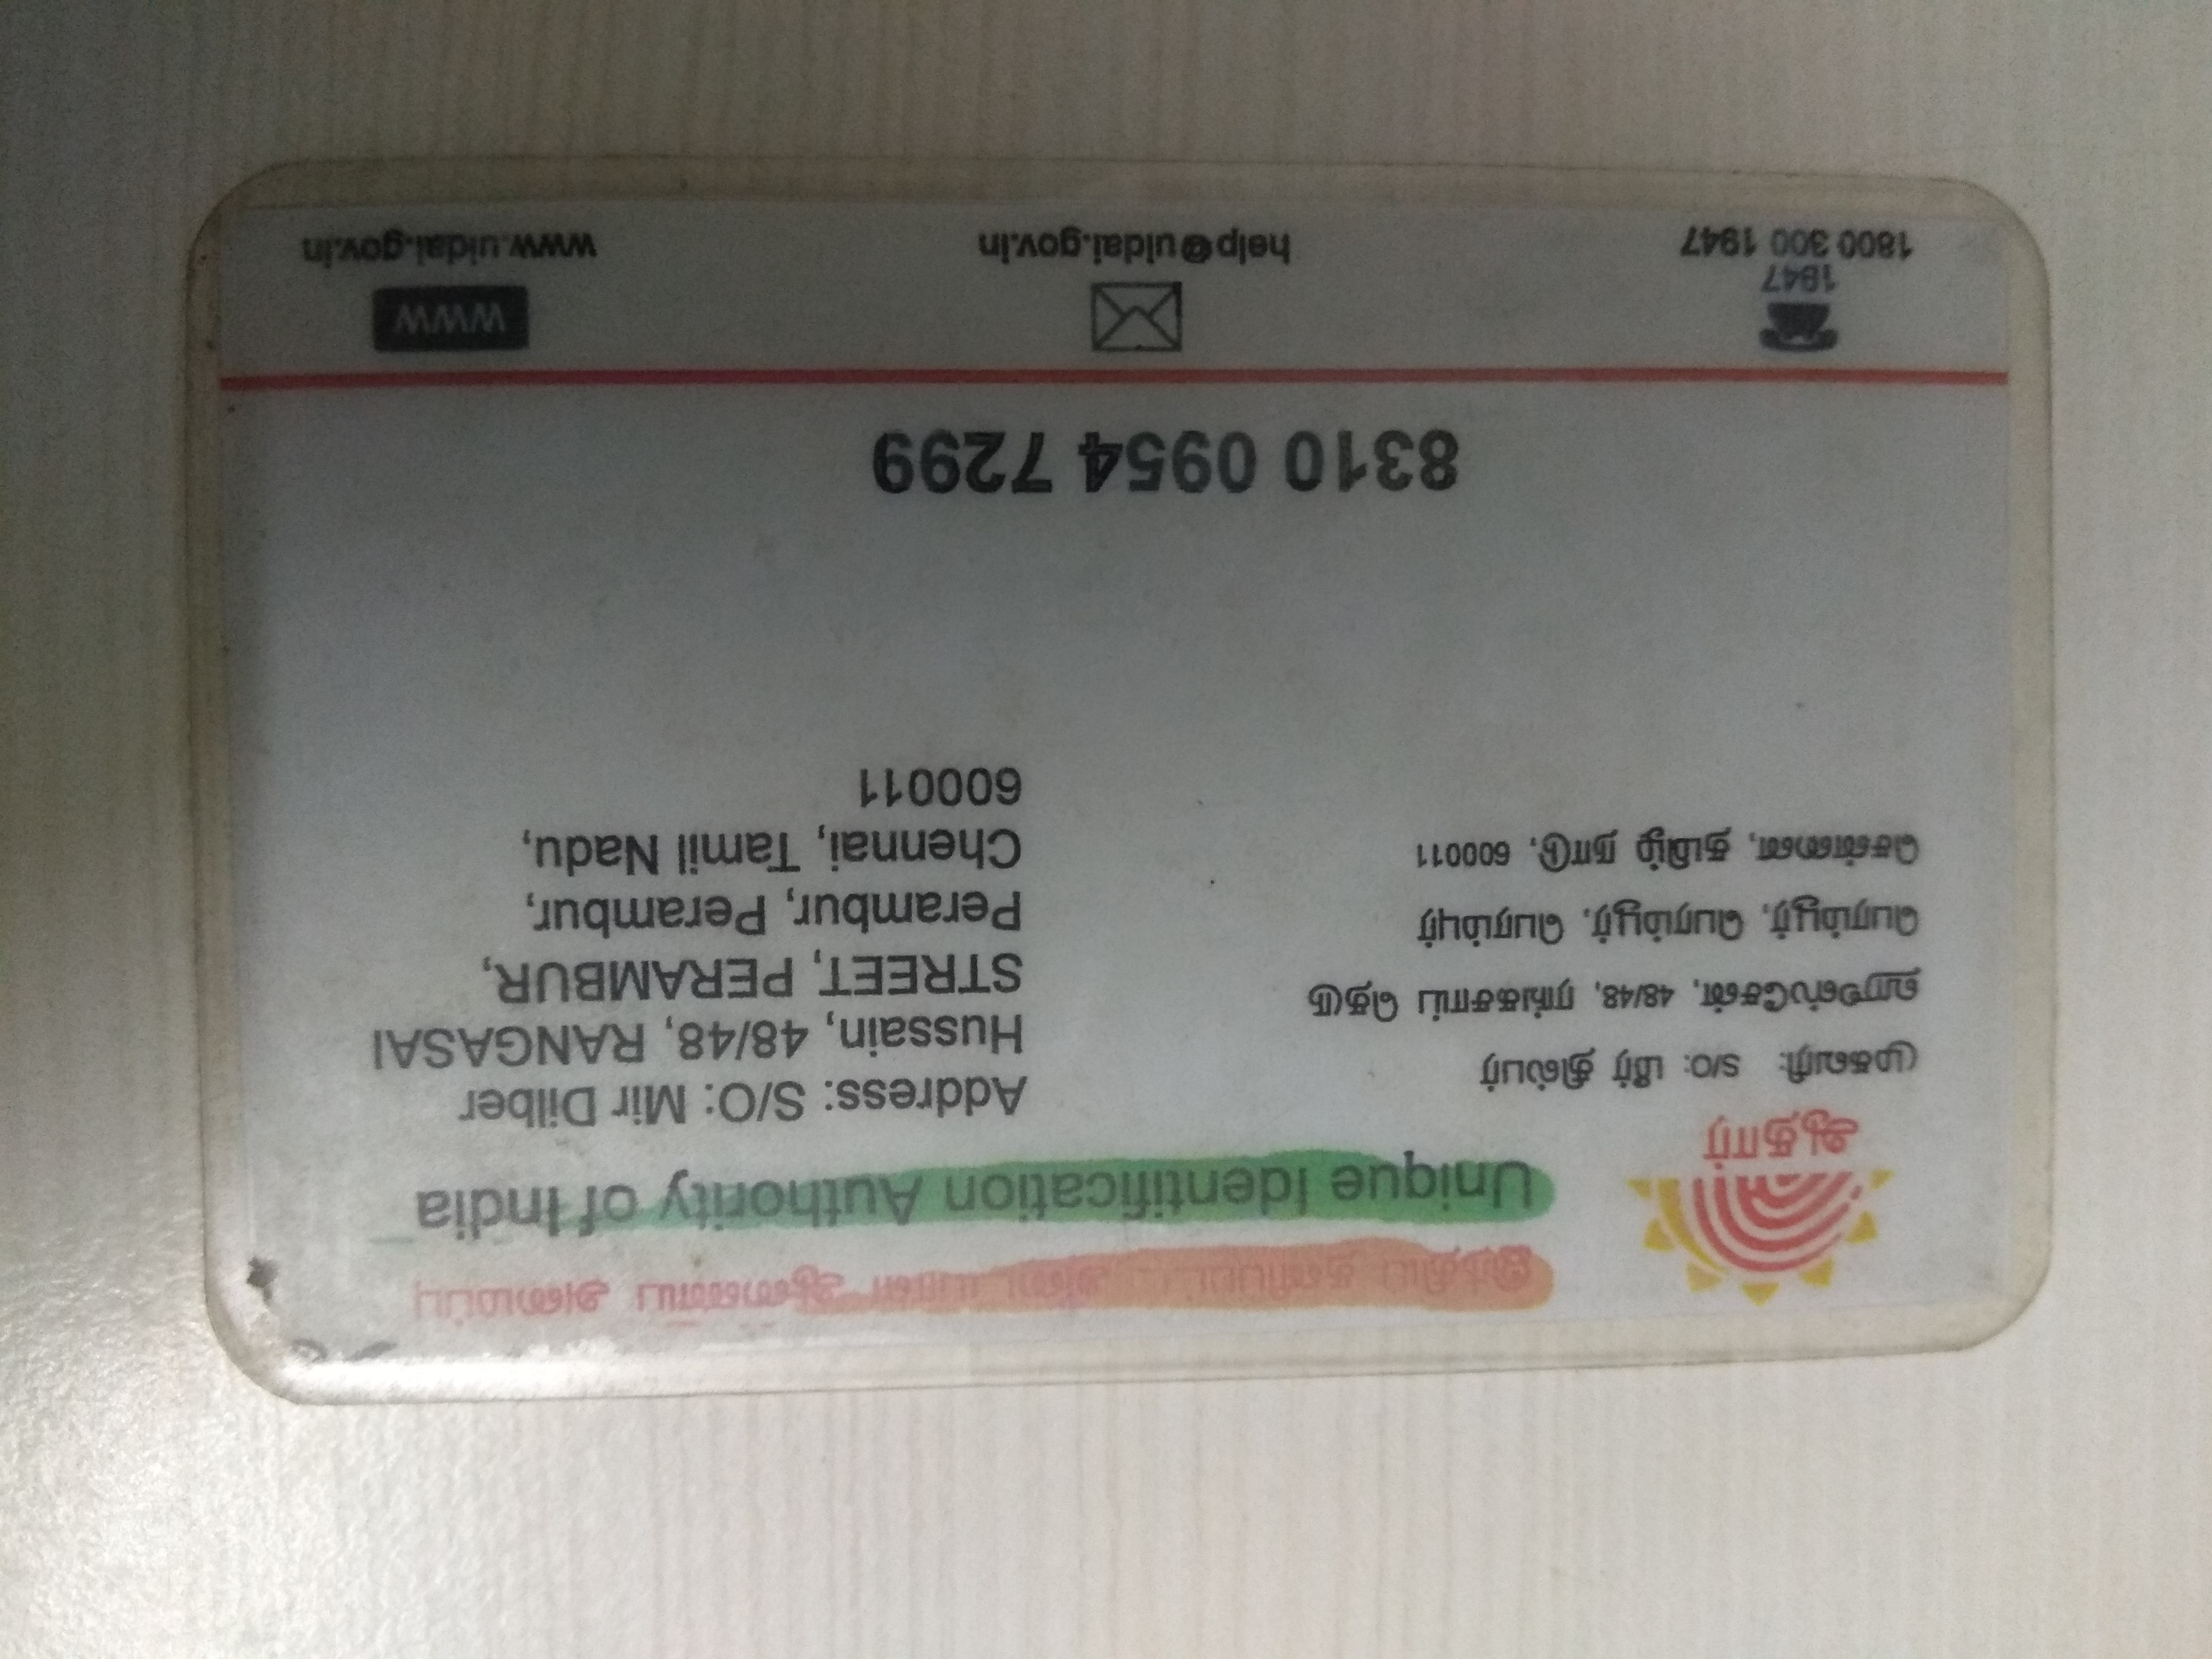 இந்திய தனிப்பட்ட அடையாள ஆணைய அமைப்பு
Unique Identification Authority of India
ஆதார்
முகவரி: S/O: மிர் தில்பர்
ஹுஸ்சேன், 48/48, ரங்கசாய் தெரு
பெரம்பூர், பெரம்பூர், பெரம்புர்
சென்னை, தமிழ் நாடு, 600011
Address: S/O: Mir Dilber
Hussain, 48/48, RANGASAI
STREET, PERAMBUR,
Perambur, Perambur,
Chennai, Tamil Nadu,
600011
8310 0954 7299
1947
1800 300 1947
help@uidai.gov.in
WWW
www.uidai.gov.in